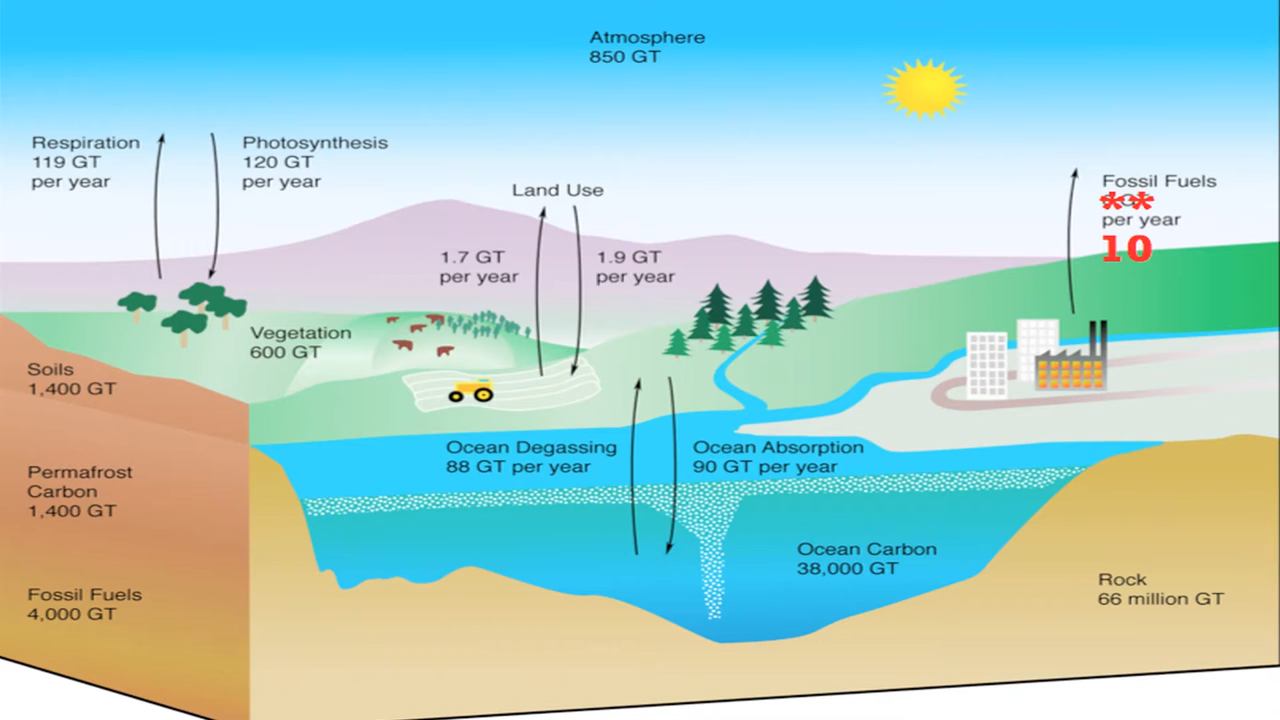 Atmosphere
850 GT
Respiration
119 GT
per year
Photosynthesis
120 GT
per year
Land Use
1.7 GT
per year
1.9 GT
per year
Fossil Fuels
**
per year
10
Vegetation
600 GT
Soils
1,400 GT
Ocean Degassing
88 GT per year
Ocean Absorption
90 GT per year
Permafrost
Carbon
1,400 GT
Ocean Carbon
38,000 GT
Fossil Fuels
4,000 GT
Rock
66 million GT